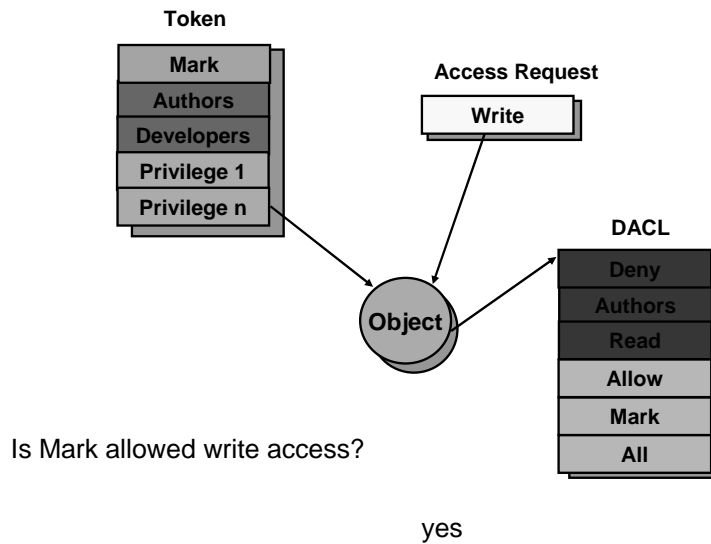 Token
Mark
Authors
Developers
Privilege 1
Privilege n
Access Request
Write
Object
DACL
Deny
Authors
Read
Allow
Mark
All
Is Mark allowed write access?
yes